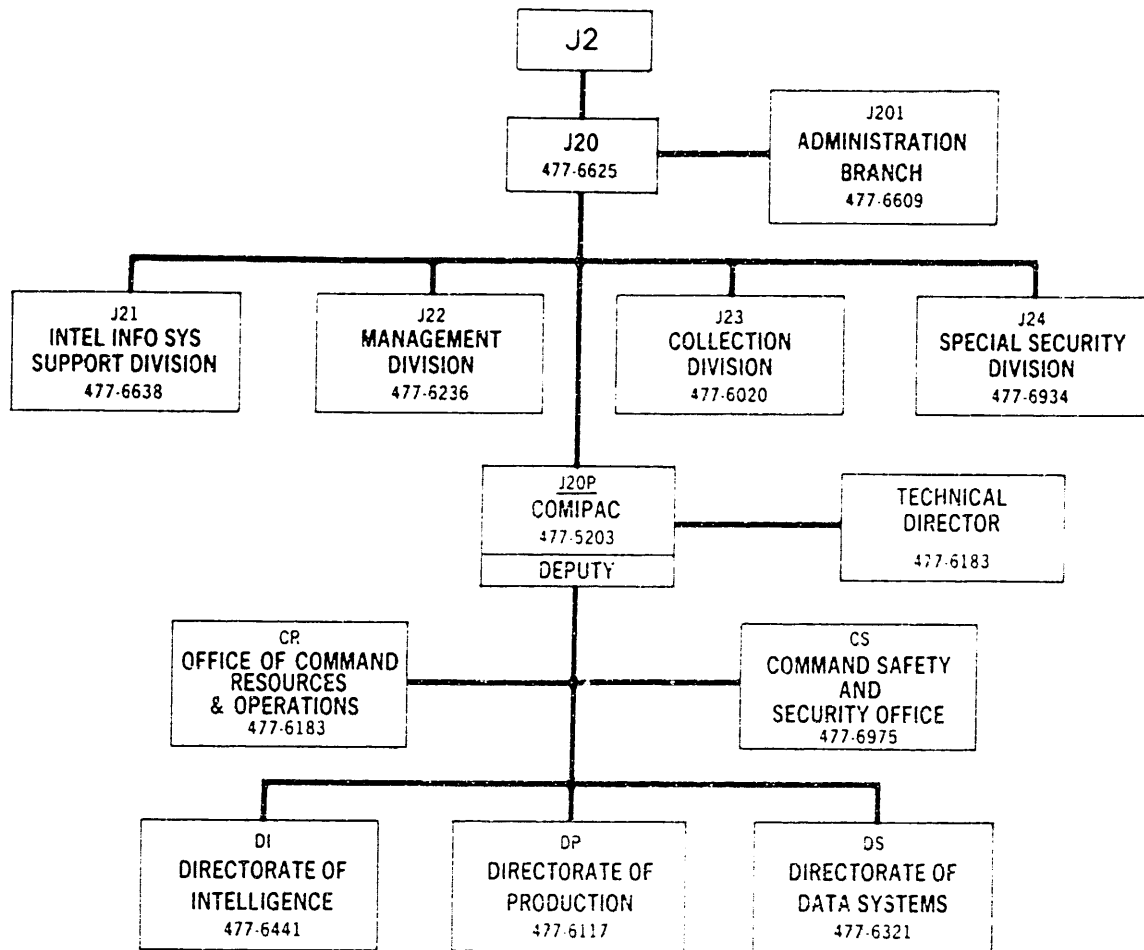 J2
J20
477-6625
J201
ADMINISTRATION
BRANCH
477-6609
J21
INTEL INFO SYS
SUPPORT DIVISION
477-6638
J22
MANAGEMENT
DIVISION
477-6236
J23
COLLECTION
DIVISION
477-6020
J24
SPECIAL SECURITY
DIVISION
477-6934
J20P
COMIPAC
477-5203
DEPUTY
TECHNICAL
DIRECTOR
477-6183
CR
OFFICE OF COMMAND
RESOURCES
& OPERATIONS
477-6183
CS
COMMAND SAFETY
AND
SECURITY OFFICE
477-6975
DI
DIRECTORATE OF
INTELLIGENCE
477-6441
DP
DIRECTORATE OF
PRODUCTION
477-6117
DS
DIRECTORATE OF
DATA SYSTEMS
477-6321